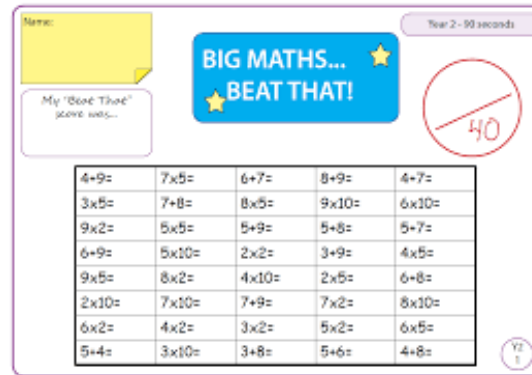 Name:
Year 2 - 90 seconds
BIG MATHS...
BEAT THAT!
My "Beat That"
score was...
40
4+9= 7x5= 6+7= 8+9= 4+7=
3x5= 7+8= 8x5= 9x10= 6x10=
9x2= 5x5= 5+9= 5+8= 5+7=
6+9= 5x10= 2x2= 3+9= 4x5=
9x5= 8x2= 4x10= 2x5= 6+8=
2x10= 7x10= 7+9= 7x2= 8x10=
6x2= 4x2= 3x2= 5x2= 6x5=
5+4= 3x10= 3+8= 5+6= 4+8=
Y2
1